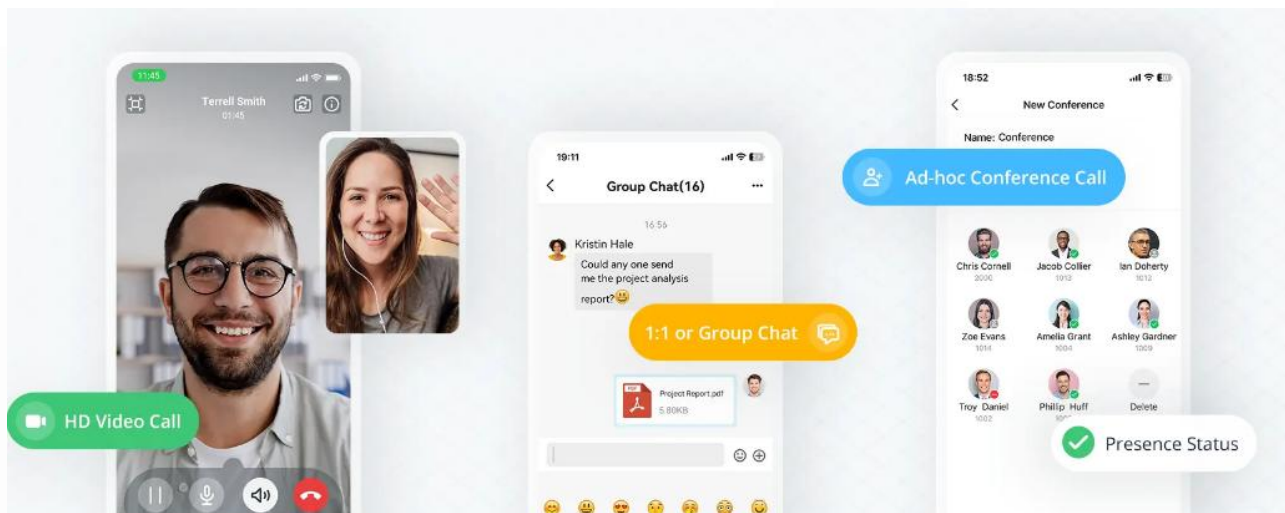 11:45
Terrell Smith
01:45
HD Video Call
19:11
Group Chat(16)
16:56
Kristin Hale
Could any one send
me the project analysis
report?😃
1:1 or Group Chat
PDF
Project Report.pdf
5.80KB
18:52
New Conference
Name: Conference
Ad-hoc Conference Call
Chris Cornell
Jacob Collier
Ian Doherty
2000
1013
1012
Zoe Evans
Amelia Grant
Ashley Gardner
1014
1004
1009
Troy Daniel
Phillip Huff
Delete
1002
Presence Status